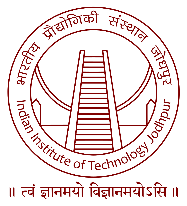 भारतीय प्रौद्योगिकी संस्थान जोधपुर
Indian Institute of Technology Jodhpur
॥ त्वं ज्ञानमयो विज्ञानमयोऽसि ॥